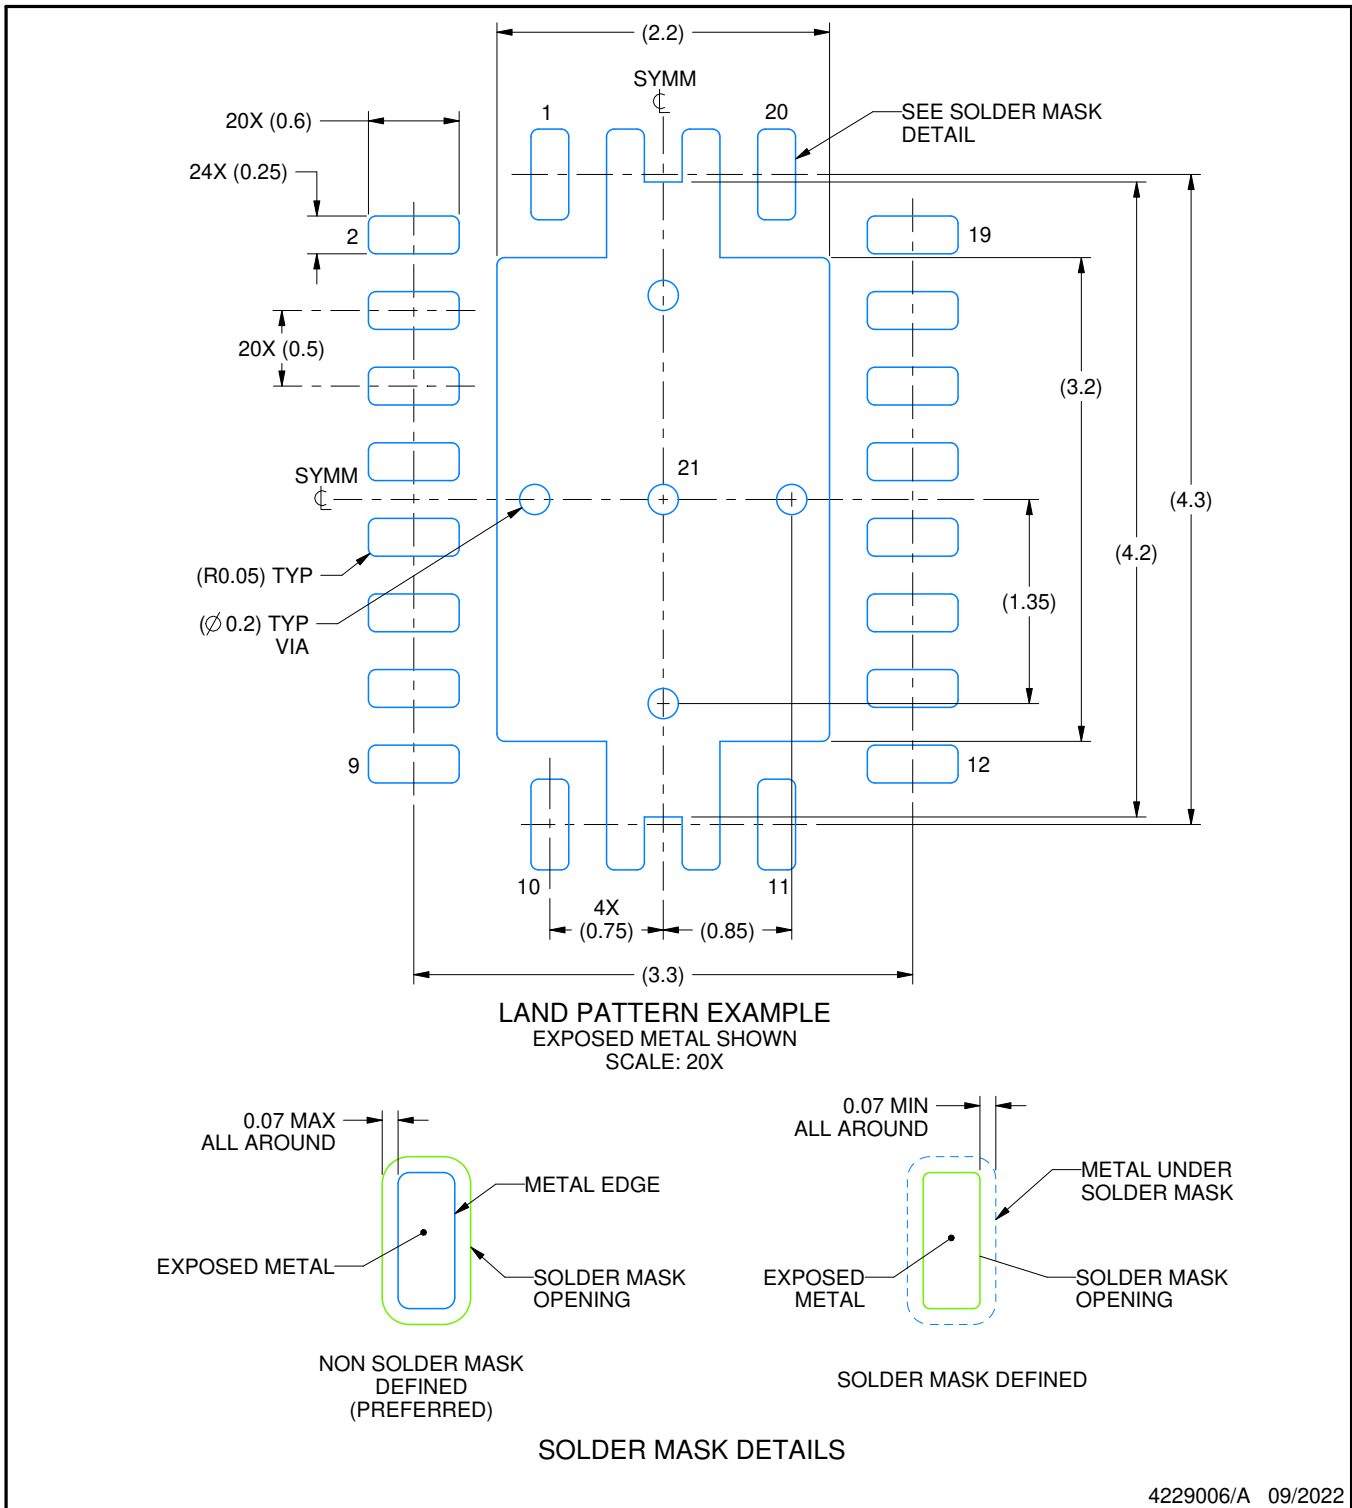 (2.2)
SYMM
1
20
SEE SOLDER MASK
DETAIL
20X (0.6)
24X (0.25)
2
19
20X (0.5)
(3.2)
21
SYMM
(4.3)
(4.2)
(R0.05) TYP
(1.35)
(∅ 0.2) TYP
VIA
9
12
10
11
4X
(0.75)
(0.85)
(3.3)
LAND PATTERN EXAMPLE
EXPOSED METAL SHOWN
SCALE: 20X
0.07 MAX
ALL AROUND
METAL EDGE
EXPOSED METAL
SOLDER MASK
OPENING
NON SOLDER MASK
DEFINED
(PREFERRED)
0.07 MIN
ALL AROUND
METAL UNDER
SOLDER MASK
EXPOSED
METAL
SOLDER MASK
OPENING
SOLDER MASK DEFINED
SOLDER MASK DETAILS
4229006/A 09/2022